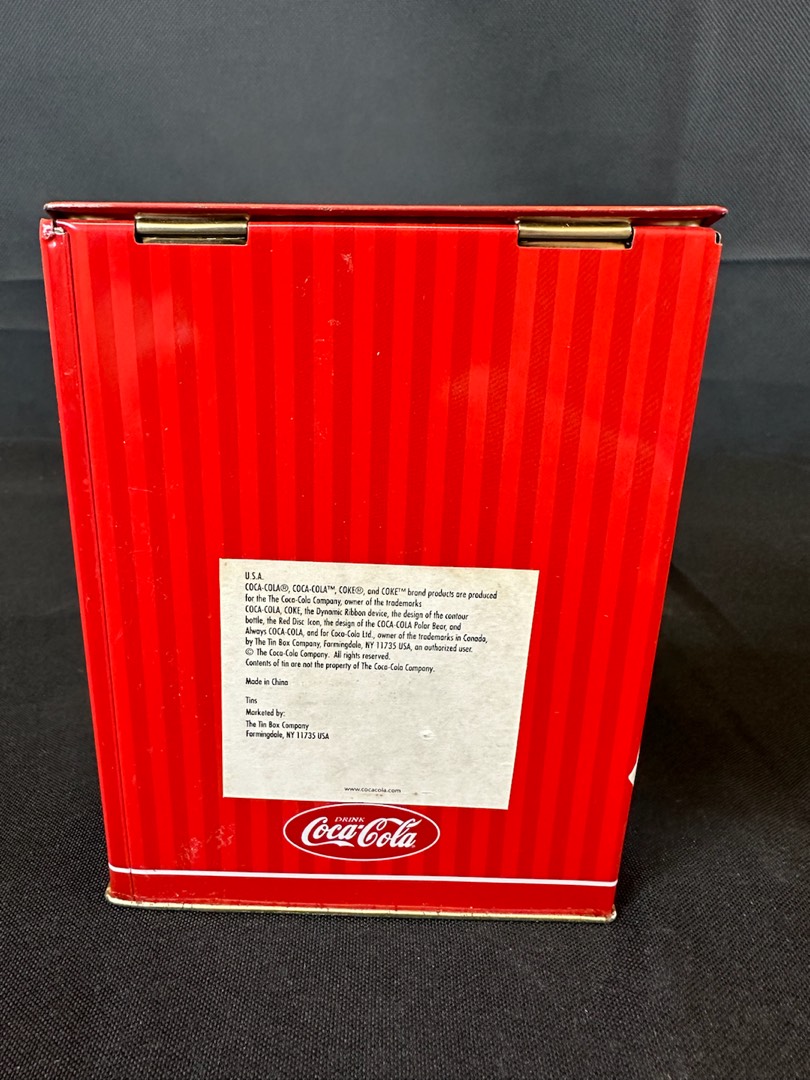 U.S.A.
COCA-COLA®, COCA-COLA™, COKE®, and COKE™ brand products are produced
for the The Coca-Cola Company, owner of the trademarks
COCA-COLA, COKE, the Dynamic Ribbon device, the design of the contour
bottle, the Red Disc Icon, the design of the COCA-COLA Polar Bear, and
Always COCA-COLA, and for Coca-Cola Ltd., owner of the trademarks in Canada,
by The Tin Box Company, Farmingdale, NY 11735 USA, an authorized user.
© The Coca-Cola Company. All rights reserved.
Contents of tin are not the property of The Coca-Cola Company.
Made in China
Tins
Marketed by:
The Tin Box Company
Farmingdale, NY 11735 USA
www.cocacola.com
DRINK
Coca-Cola